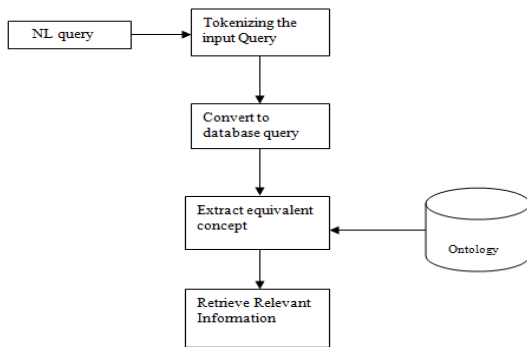 NL query
Tokenizing the
input Query
Convert to
database query
Extract equivalent
concept
Ontology
Retrieve Relevant
Information